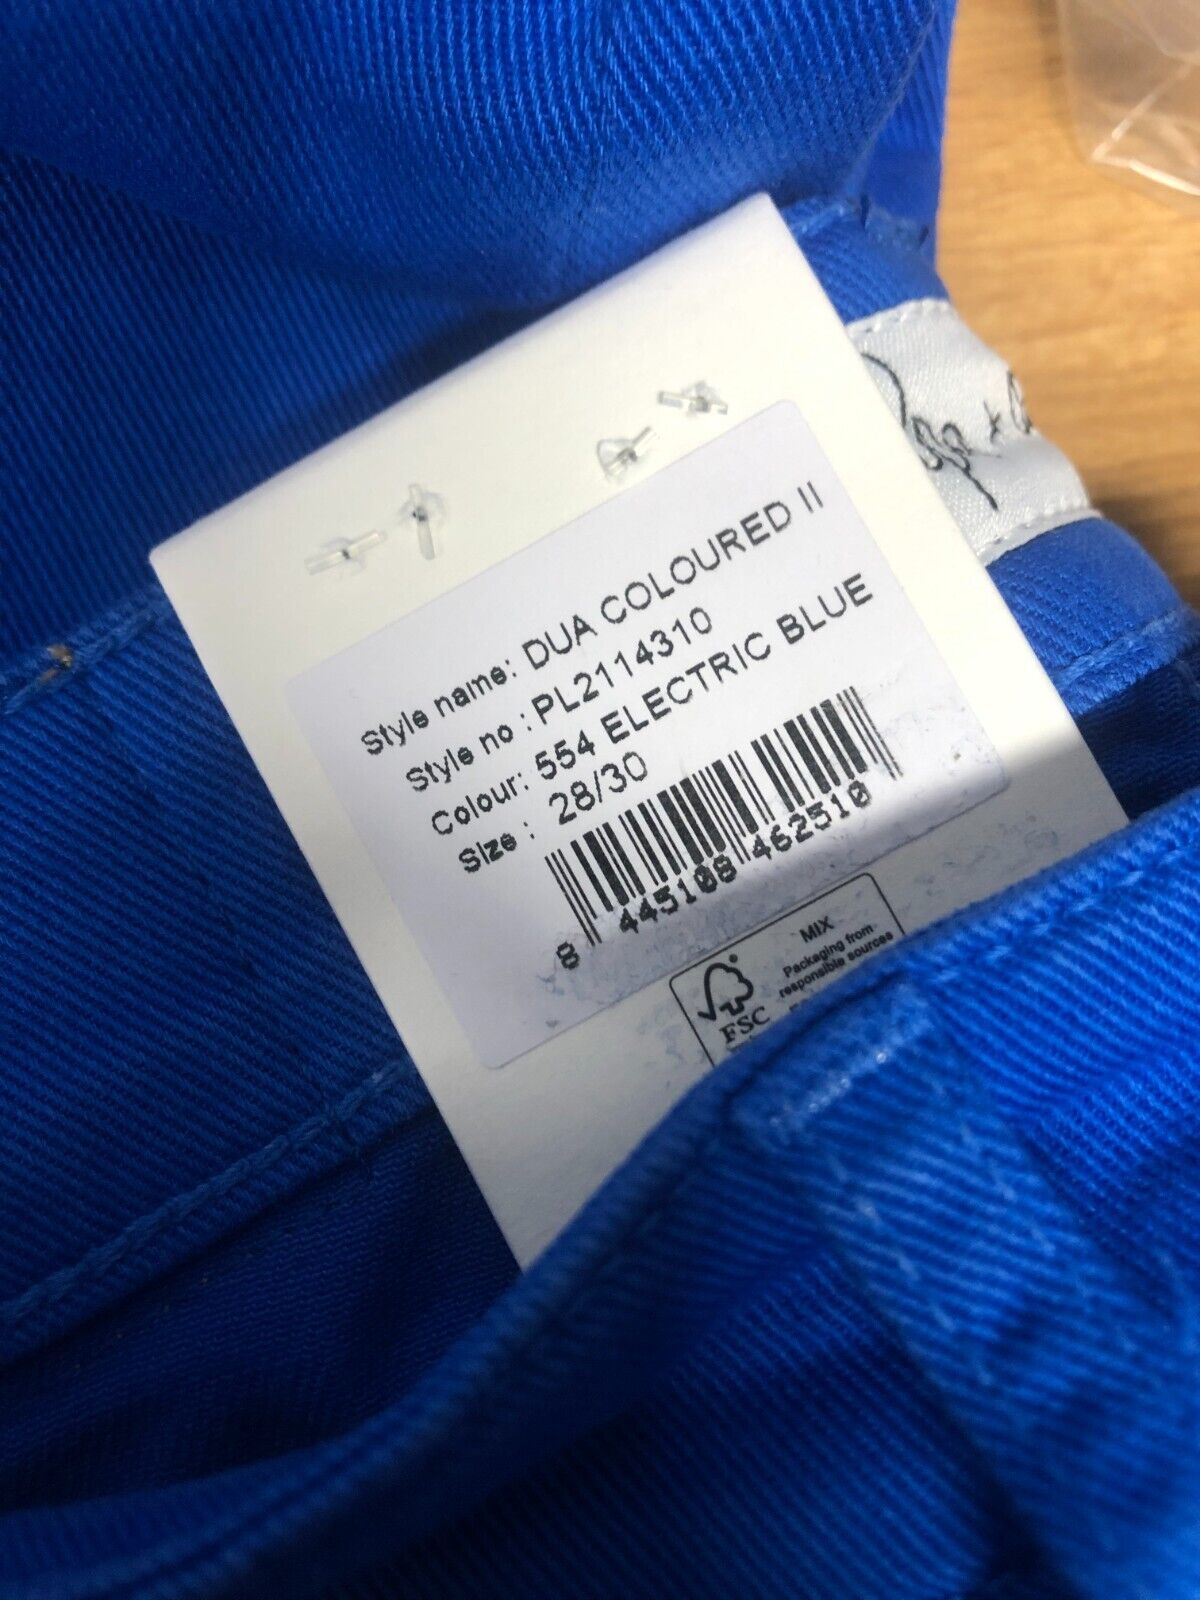 Style name: DUA COLOURED II
Style no : PL2114310
Colour: 554 ELECTRIC BLUE
Size : 28/30
8 445108 462510
MIX
Packaging from
responsible sources
FSC
Pepe x